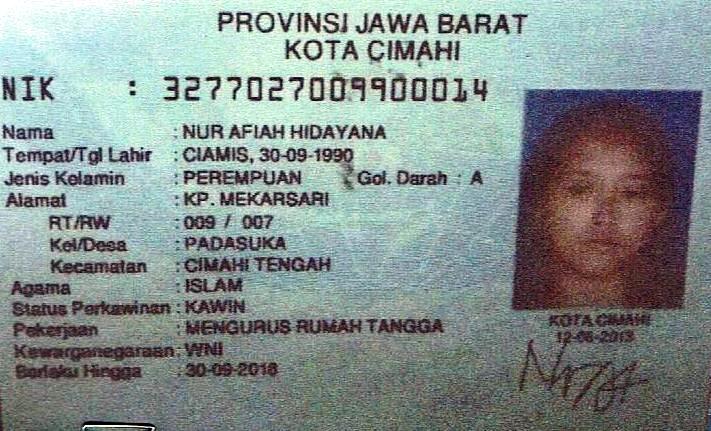 PROVINSI JAWA BARAT
KOTA CIMAHI
NIK : 3277027009900014
Nama : NUR AFIAH HIDAYANA
Tempat/Tgl Lahir : CIAMIS, 30-09-1990
Jenis Kelamin : PEREMPUAN Gol. Darah : A
Alamat : KP. MEKARSARI
RT/RW : 009 / 007
Kel/Desa : PADASUKA
Kecamatan : CIMAHI TENGAH
Agama : ISLAM
Status Perkawinan : KAWIN
Pekerjaan : MENGURUS RUMAH TANGGA
Kewarganegaraan : WNI
Berlaku Hingga : 30-09-2018
KOTA CIMAHI
12-06-2013